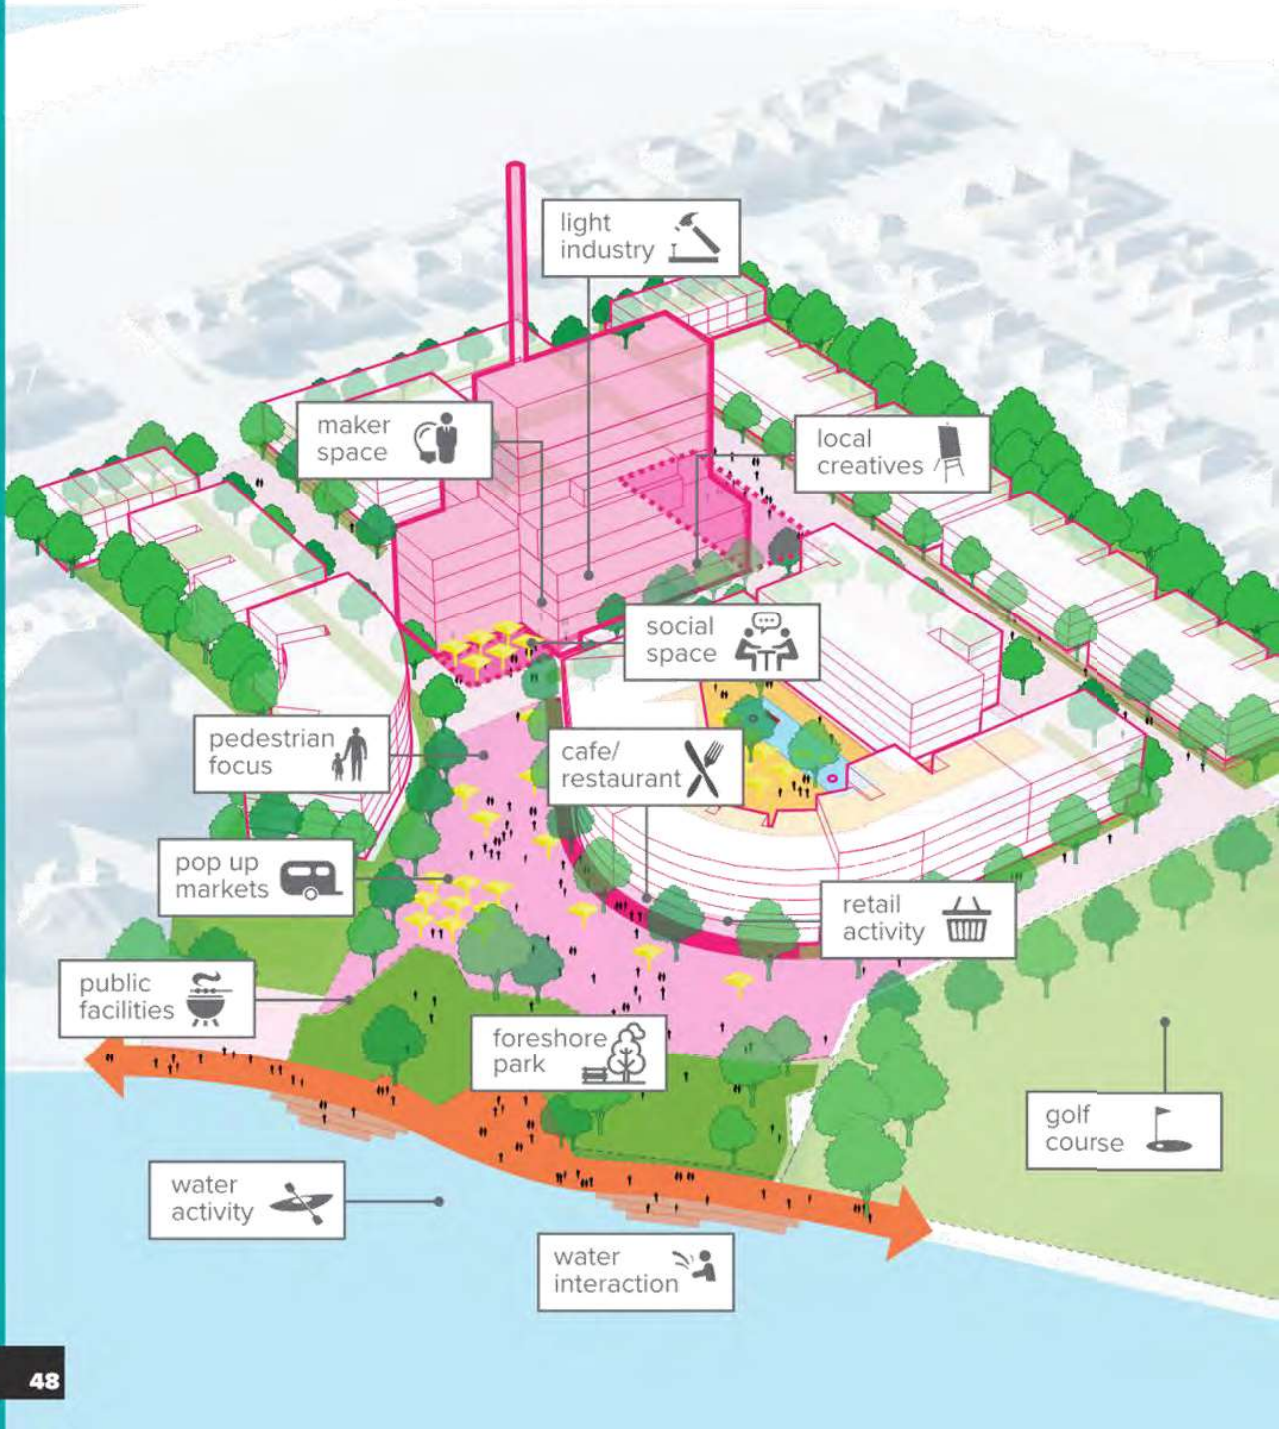 light
industry
maker
space
local
creatives
social
space
pedestrian
focus
cafe/
restaurant
pop up
markets
retail
activity
public
facilities
foreshore
park
golf
course
water
activity
water
interaction
48